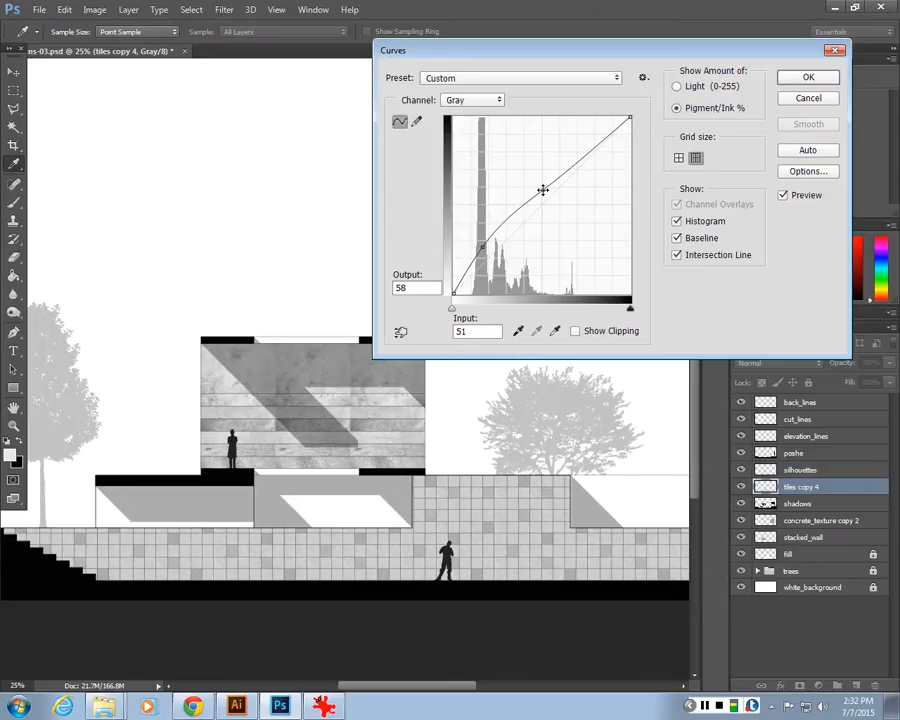 Ps File Edit Image Layer Type Select Filter 3D View Window Help
Sample Size: Point Sample Sample: All Layers Show Sampling Ring Essentials
ns-03.psd @ 25% (tiles copy 4, Gray/8) * ×
Curves
Preset: Custom
Channel: Gray
Show Amount of:
Light (0-255)
Pigment/Ink %
Grid size:
Show:
Channel Overlays
Histogram
Baseline
Intersection Line
OK
Cancel
Smooth
Auto
Options...
Preview
Output:
58
Input:
51
Show Clipping
Normal Opacity:
Lock: Fill:
back_lines
cut_lines
elevation_lines
poshe
silhouettes
tiles copy 4
shadows
concrete_texture copy 2
stacked_wall
fill
trees
white_background
25% Doc: 21.7M/166.8M
Ai Ps
2:32 PM
7/7/2015